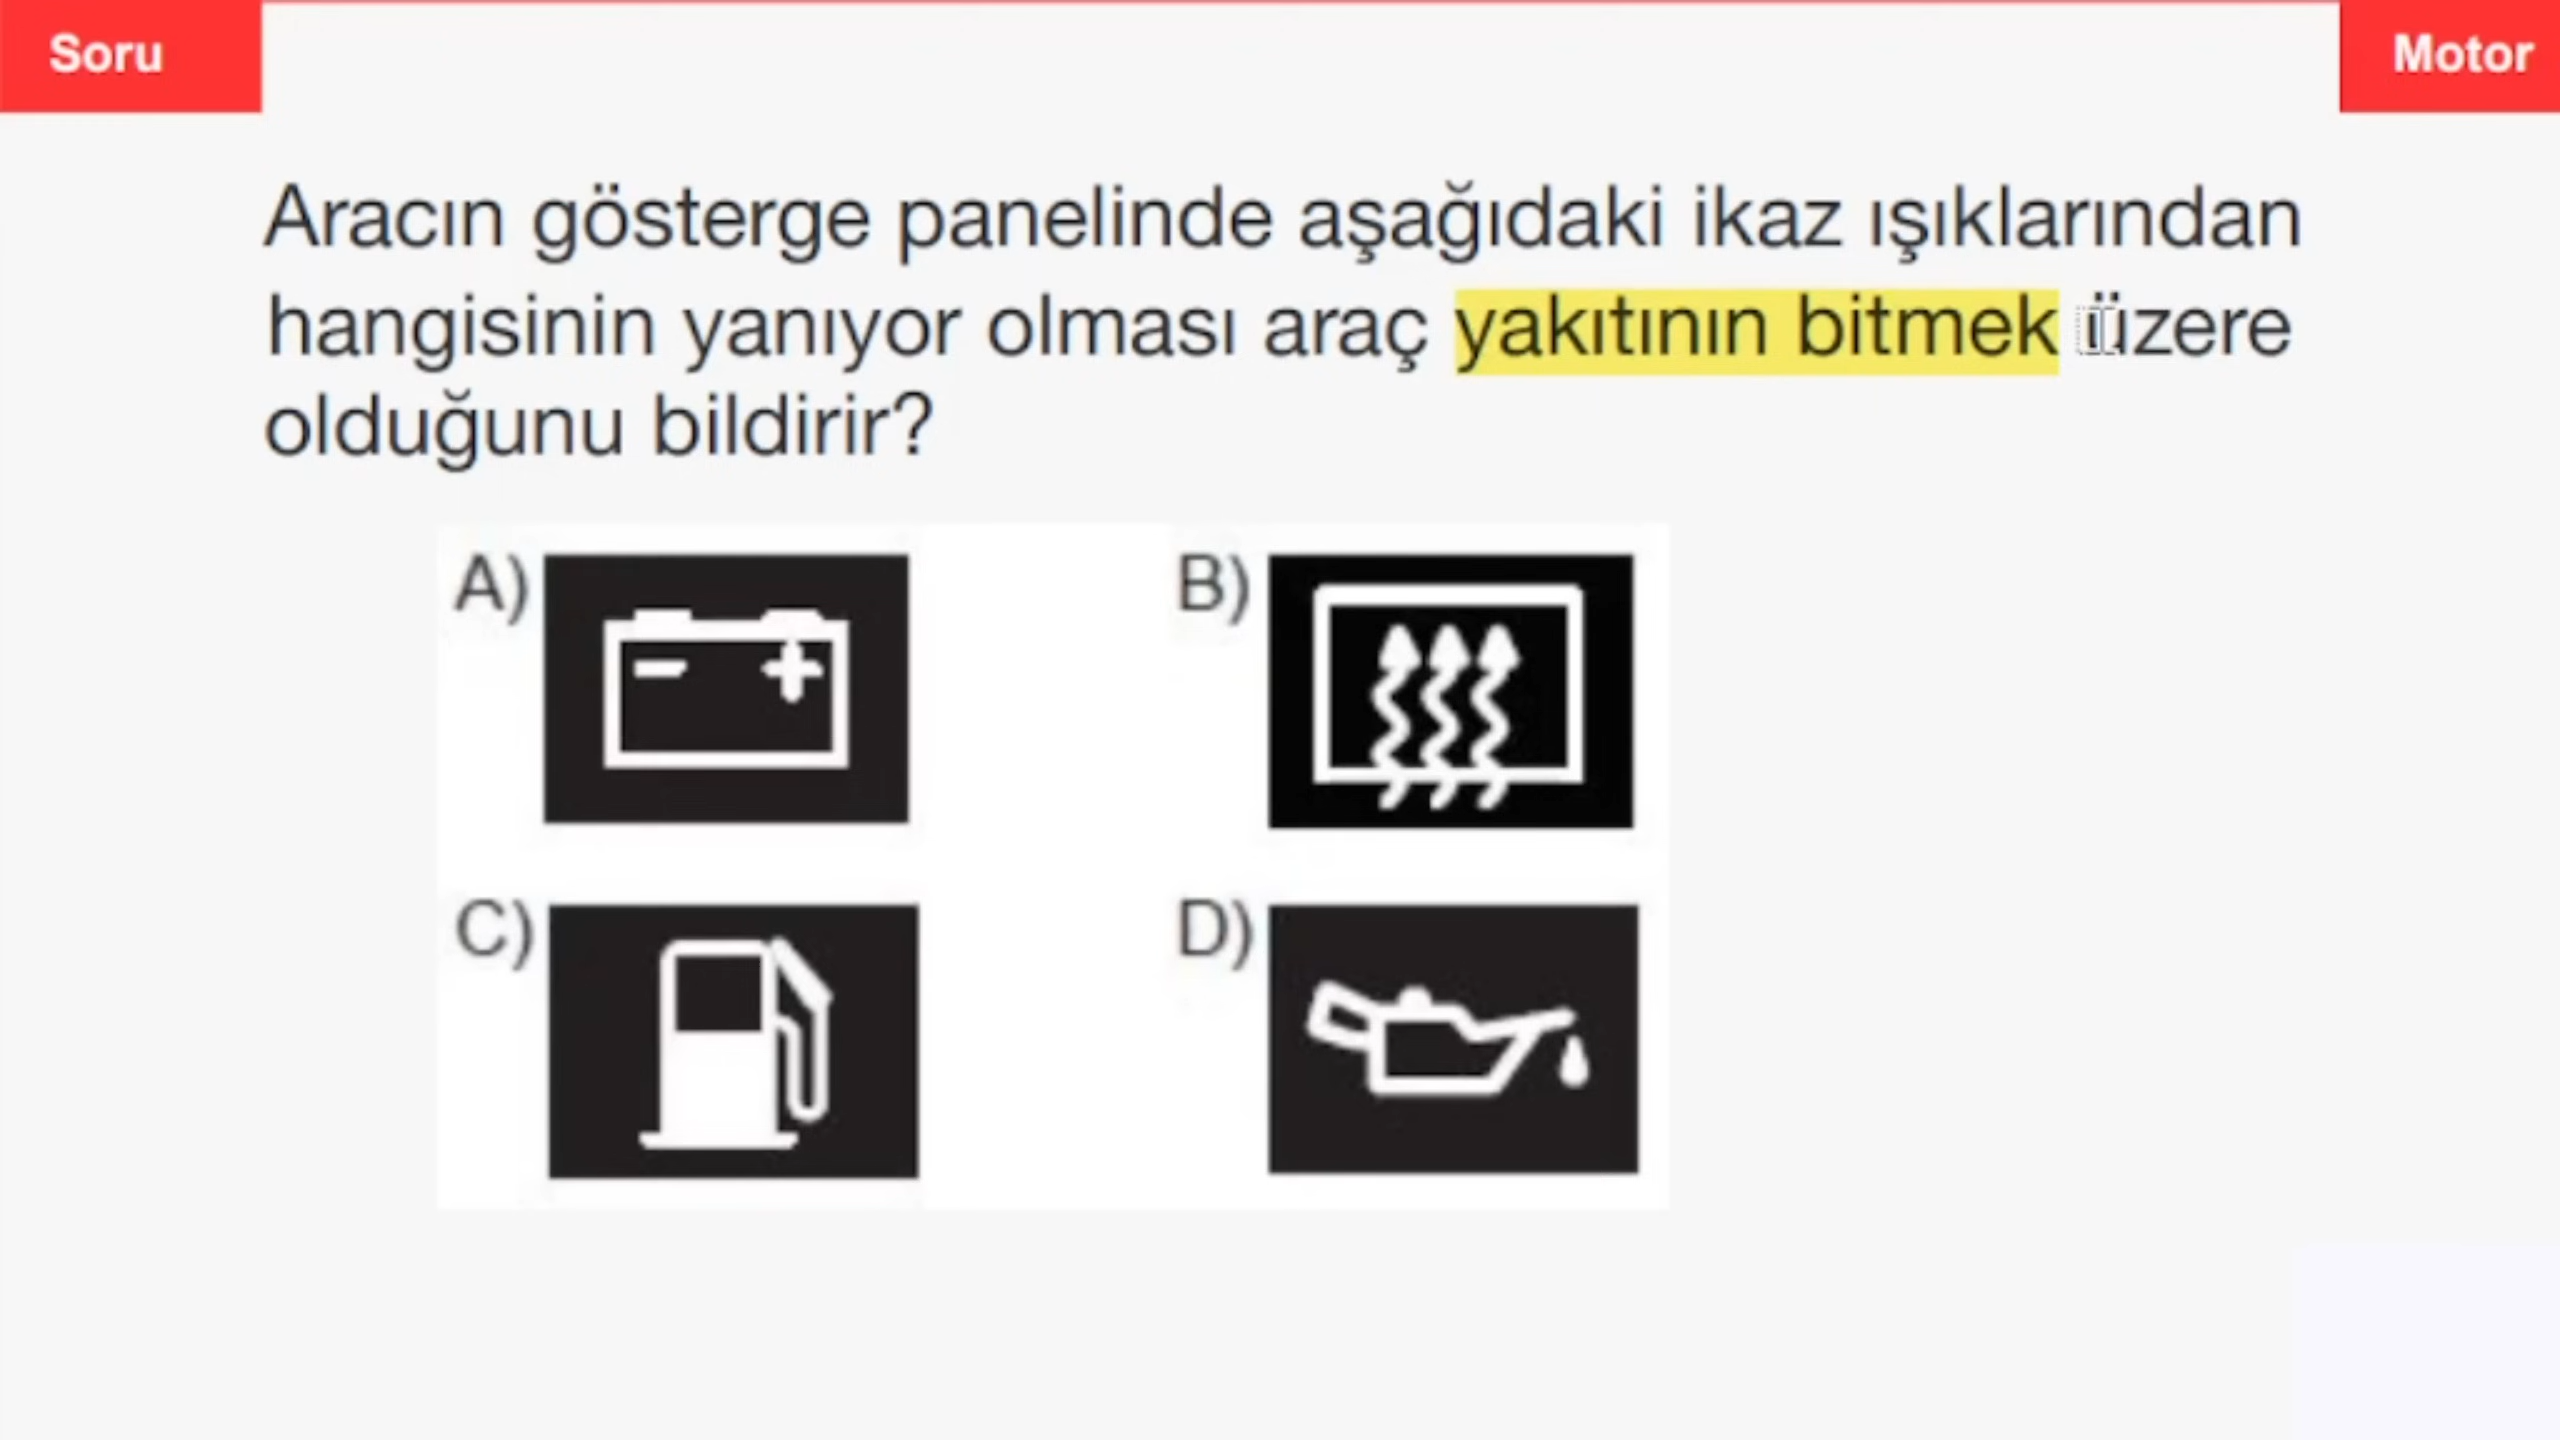 Soru
Motor
Aracın gösterge panelinde aşağıdaki ikaz ışıklarından
hangisinin yanıyor olması araç yakıtının bitmek üzere
olduğunu bildirir?
A)
B)
C)
D)